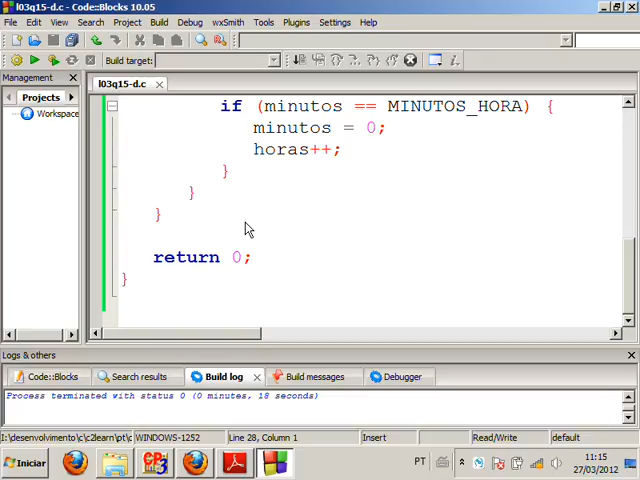 l03q15-d.c - Code::Blocks 10.05
File Edit View Search Project Build Debug wxSmith Tools Plugins Settings Help
Build target:
Management
l03q15-d.c
Projects
Workspace
if (minutos == MINUTOS_HORA) {
minutos = 0;
horas++;
}
}
}
return 0;
}
Logs & others
Code::Blocks Search results Build log Build messages Debugger
Process terminated with status 0 (0 minutes, 18 seconds)
I:\desenvolvimento\c\c2learn\pt\c WINDOWS-1252 Line 28, Column 1 Insert Read/Write default
Iniciar PT 11:15
27/03/2012